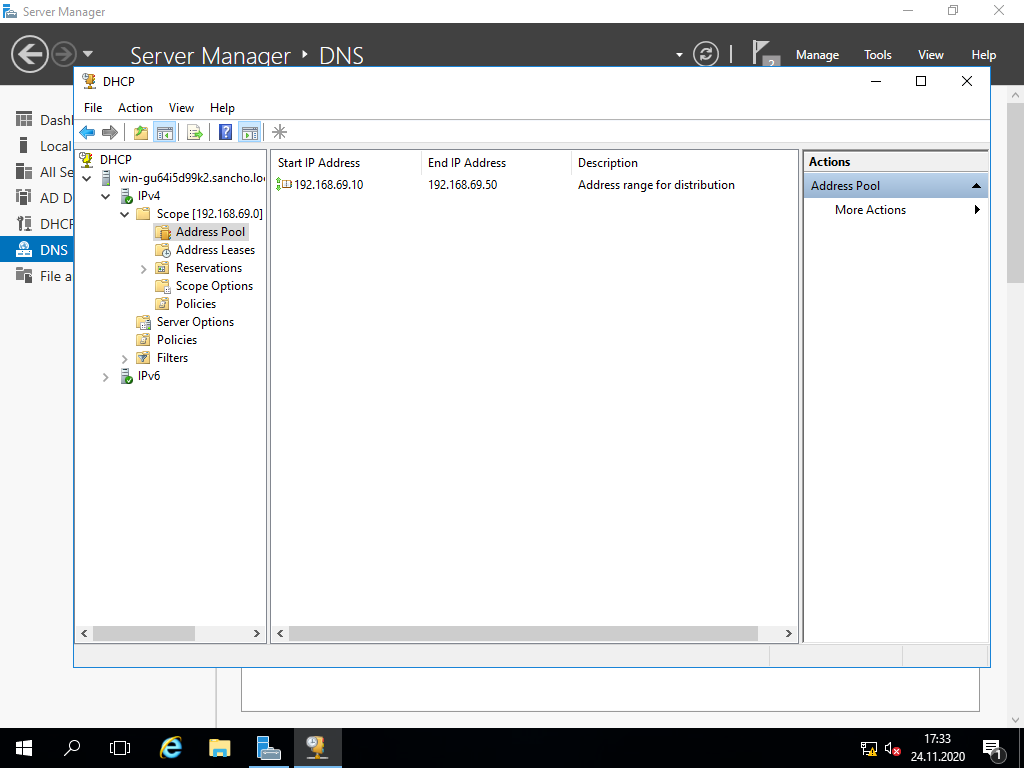 Server Manager
Server Manager DNS
2
Manage Tools View Help
DHCP
File Action View Help
Local
All Se
AD D
DHCP
DNS
File a
DHCP
win-gu64i5d99k2.sancho.loc
IPv4
Scope [192.168.69.0]
Address Pool
Address Leases
Reservations
Scope Options
Policies
Server Options
Policies
Filters
IPv6
Start IP Address End IP Address Description
192.168.69.10 192.168.69.50 Address range for distribution
Actions
Address Pool
More Actions
17:33
24.11.2020
1